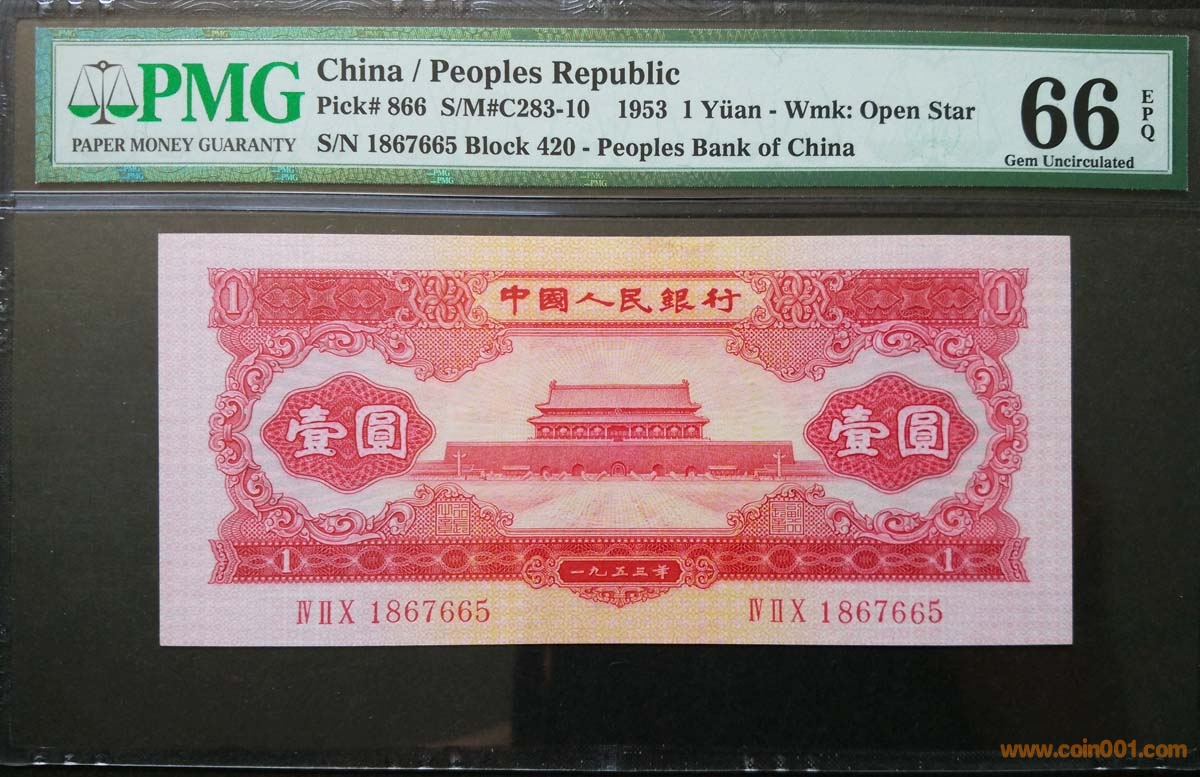 PMG
PAPER MONEY GUARANTY
China / Peoples Republic
Pick# 866 S/M#C283-10 1953 1 Yüan - Wmk: Open Star
S/N 1867665 Block 420 - Peoples Bank of China
66 EPQ
Gem Uncirculated
1 中國人民銀行 1
壹圓 壹圓
1 一九五三年 1
ⅣⅡX 1867665 ⅣⅡX 1867665
www.coin001.com